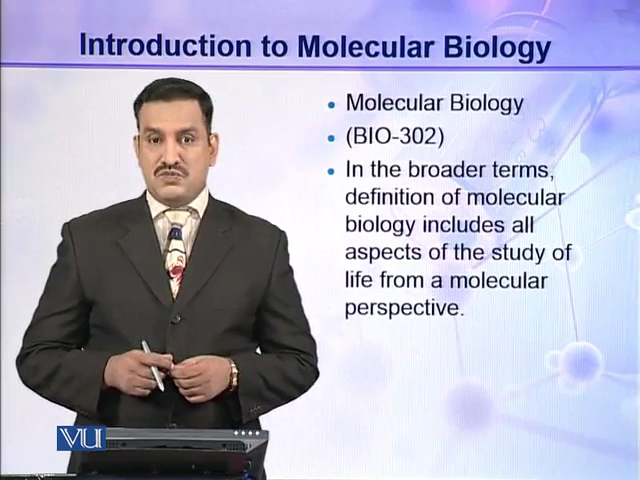 Introduction to Molecular Biology
Molecular Biology
(BIO-302)
In the broader terms,
definition of molecular
biology includes all
aspects of the study of
life from a molecular
perspective.
VU